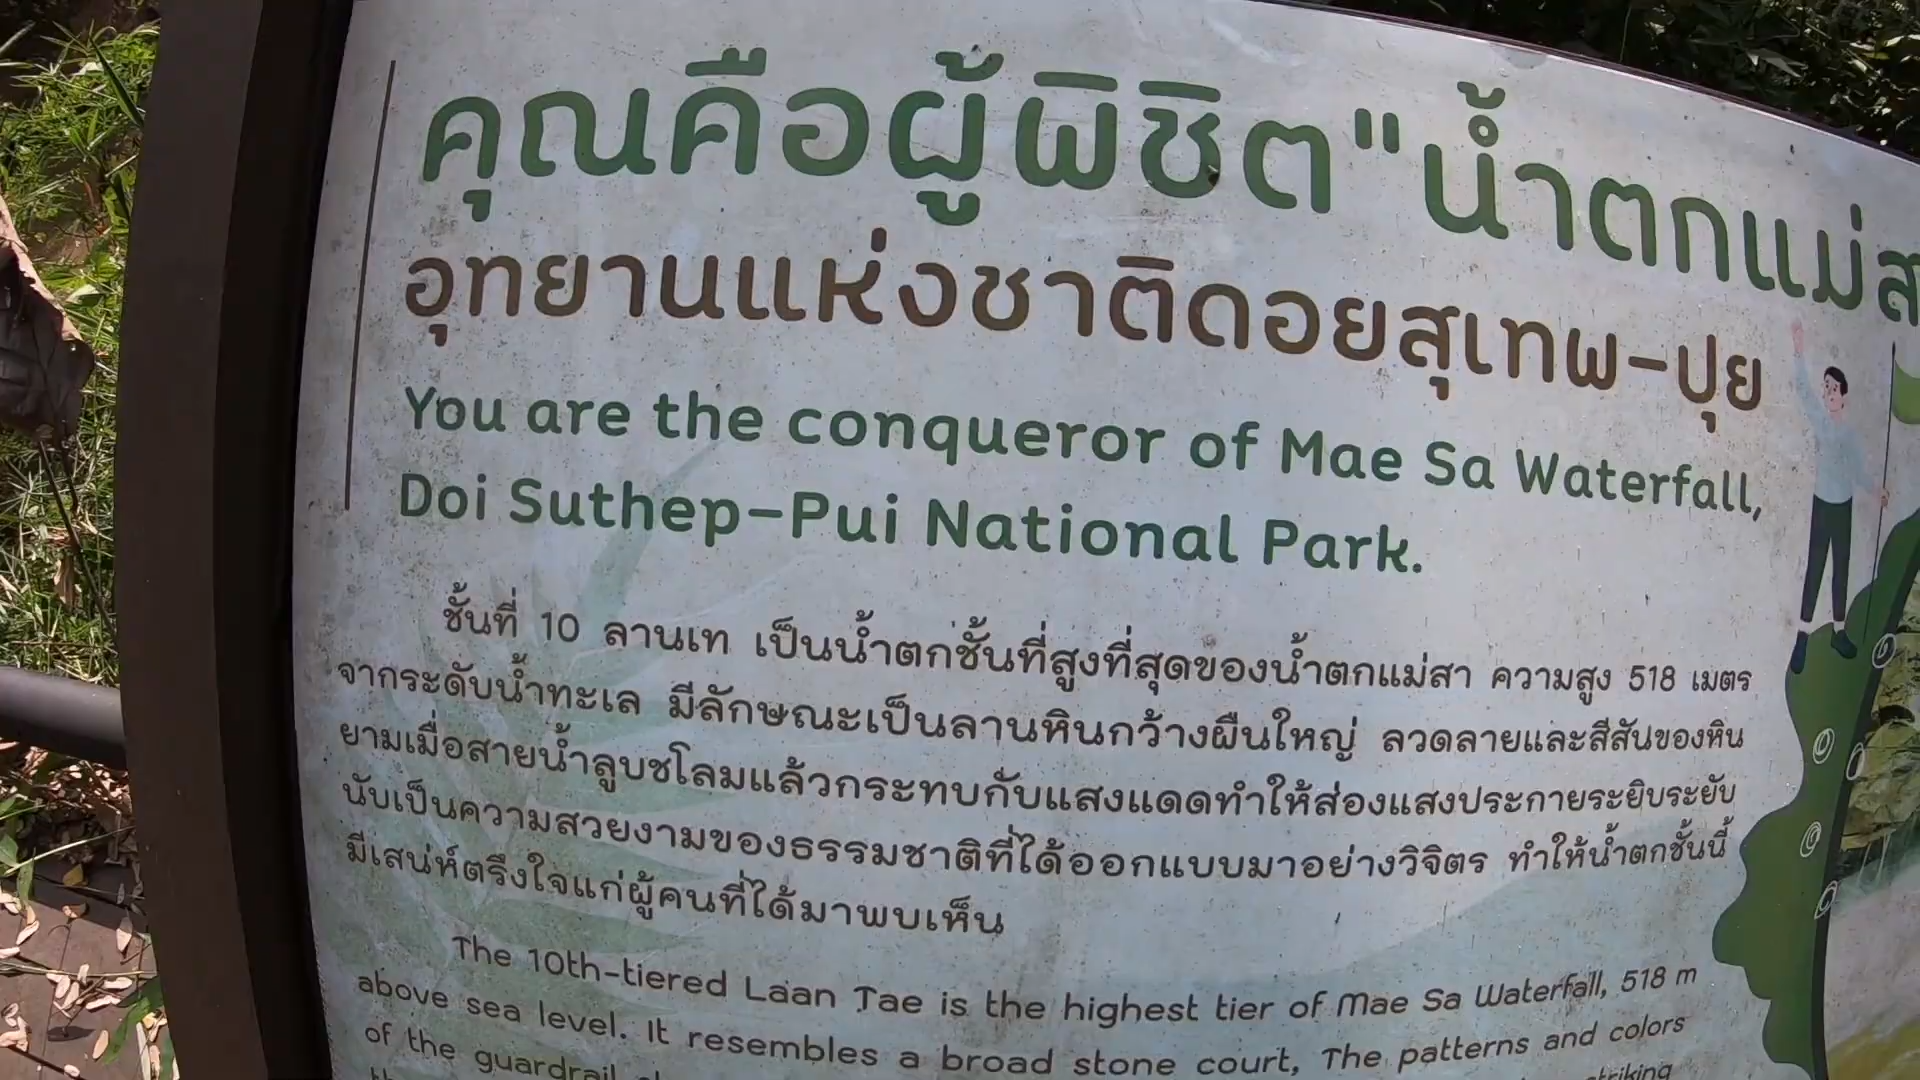 คุณคือผู้พิชิต "น้ำตกแม่ส
อุทยานแห่งชาติดอยสุเทพ-ปุย
You are the conqueror of Mae Sa Waterfall,
Doi Suthep-Pui National Park.
ชั้นที่ 10 ลานเท เป็นน้ำตกชั้นที่สูงที่สุดของน้ำตกแม่สา ความสูง 518 เมตร
จากระดับน้ำทะเล มีลักษณะเป็นลานหินกว้างผืนใหญ่ ลวดลายและสีสันของหิน
ยามเมื่อสายน้ำลูบชโลมแล้วกระทบกับแสงแดดทำให้ส่องแสงประกายระยิบระยับ
นับเป็นความสวยงามของธรรมชาติที่ได้ออกแบบมาอย่างวิจิตร ทำให้น้ำตกชั้นนี้
มีเสน่ห์ตรึงใจแก่ผู้คนที่ได้มาพบเห็น
The 10th-tiered Laan Tae is the highest tier of Mae Sa Waterfall, 518 m
above sea level. It resembles a broad stone court, The patterns and colors
of the guardrail striking